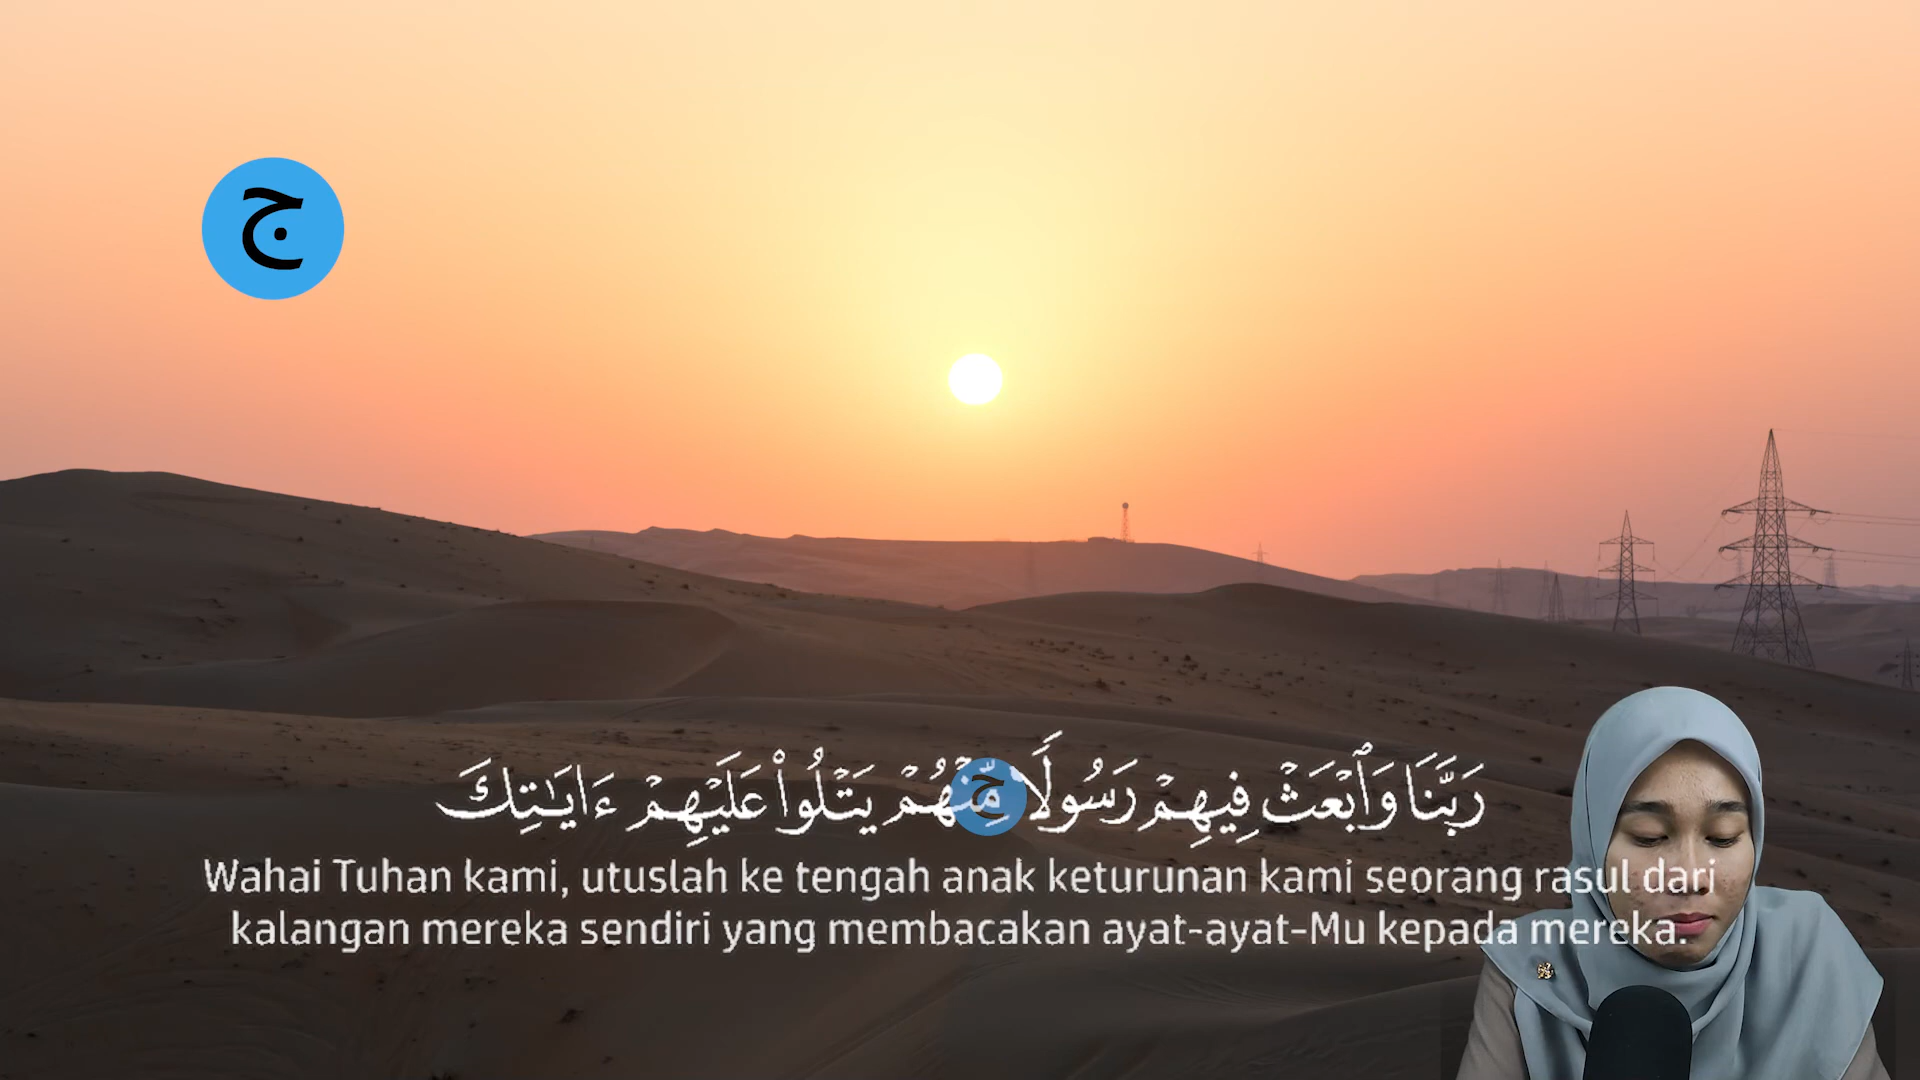 ج
رَبَّنَا وَٱبۡعَثۡ فِيهِمۡ رَسُولٗا مِّنۡهُمۡ يَتۡلُواْ عَلَيۡهِمۡ ءَايَٰتِكَ
ج
Wahai Tuhan kami, utuslah ke tengah anak keturunan kami seorang rasul dari
kalangan mereka sendiri yang membacakan ayat-ayat-Mu kepada mereka.